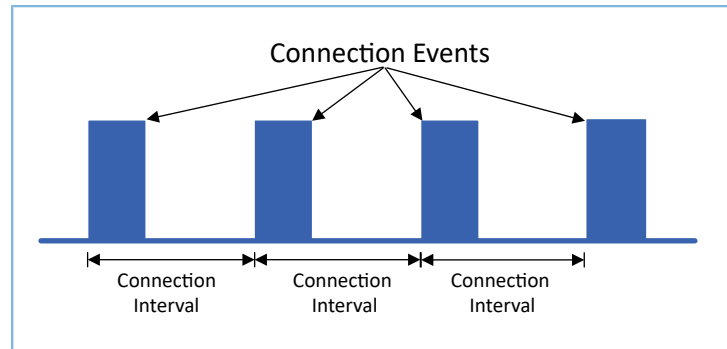 Connection Events
Connection
Interval
Connection
Interval
Connection
Interval